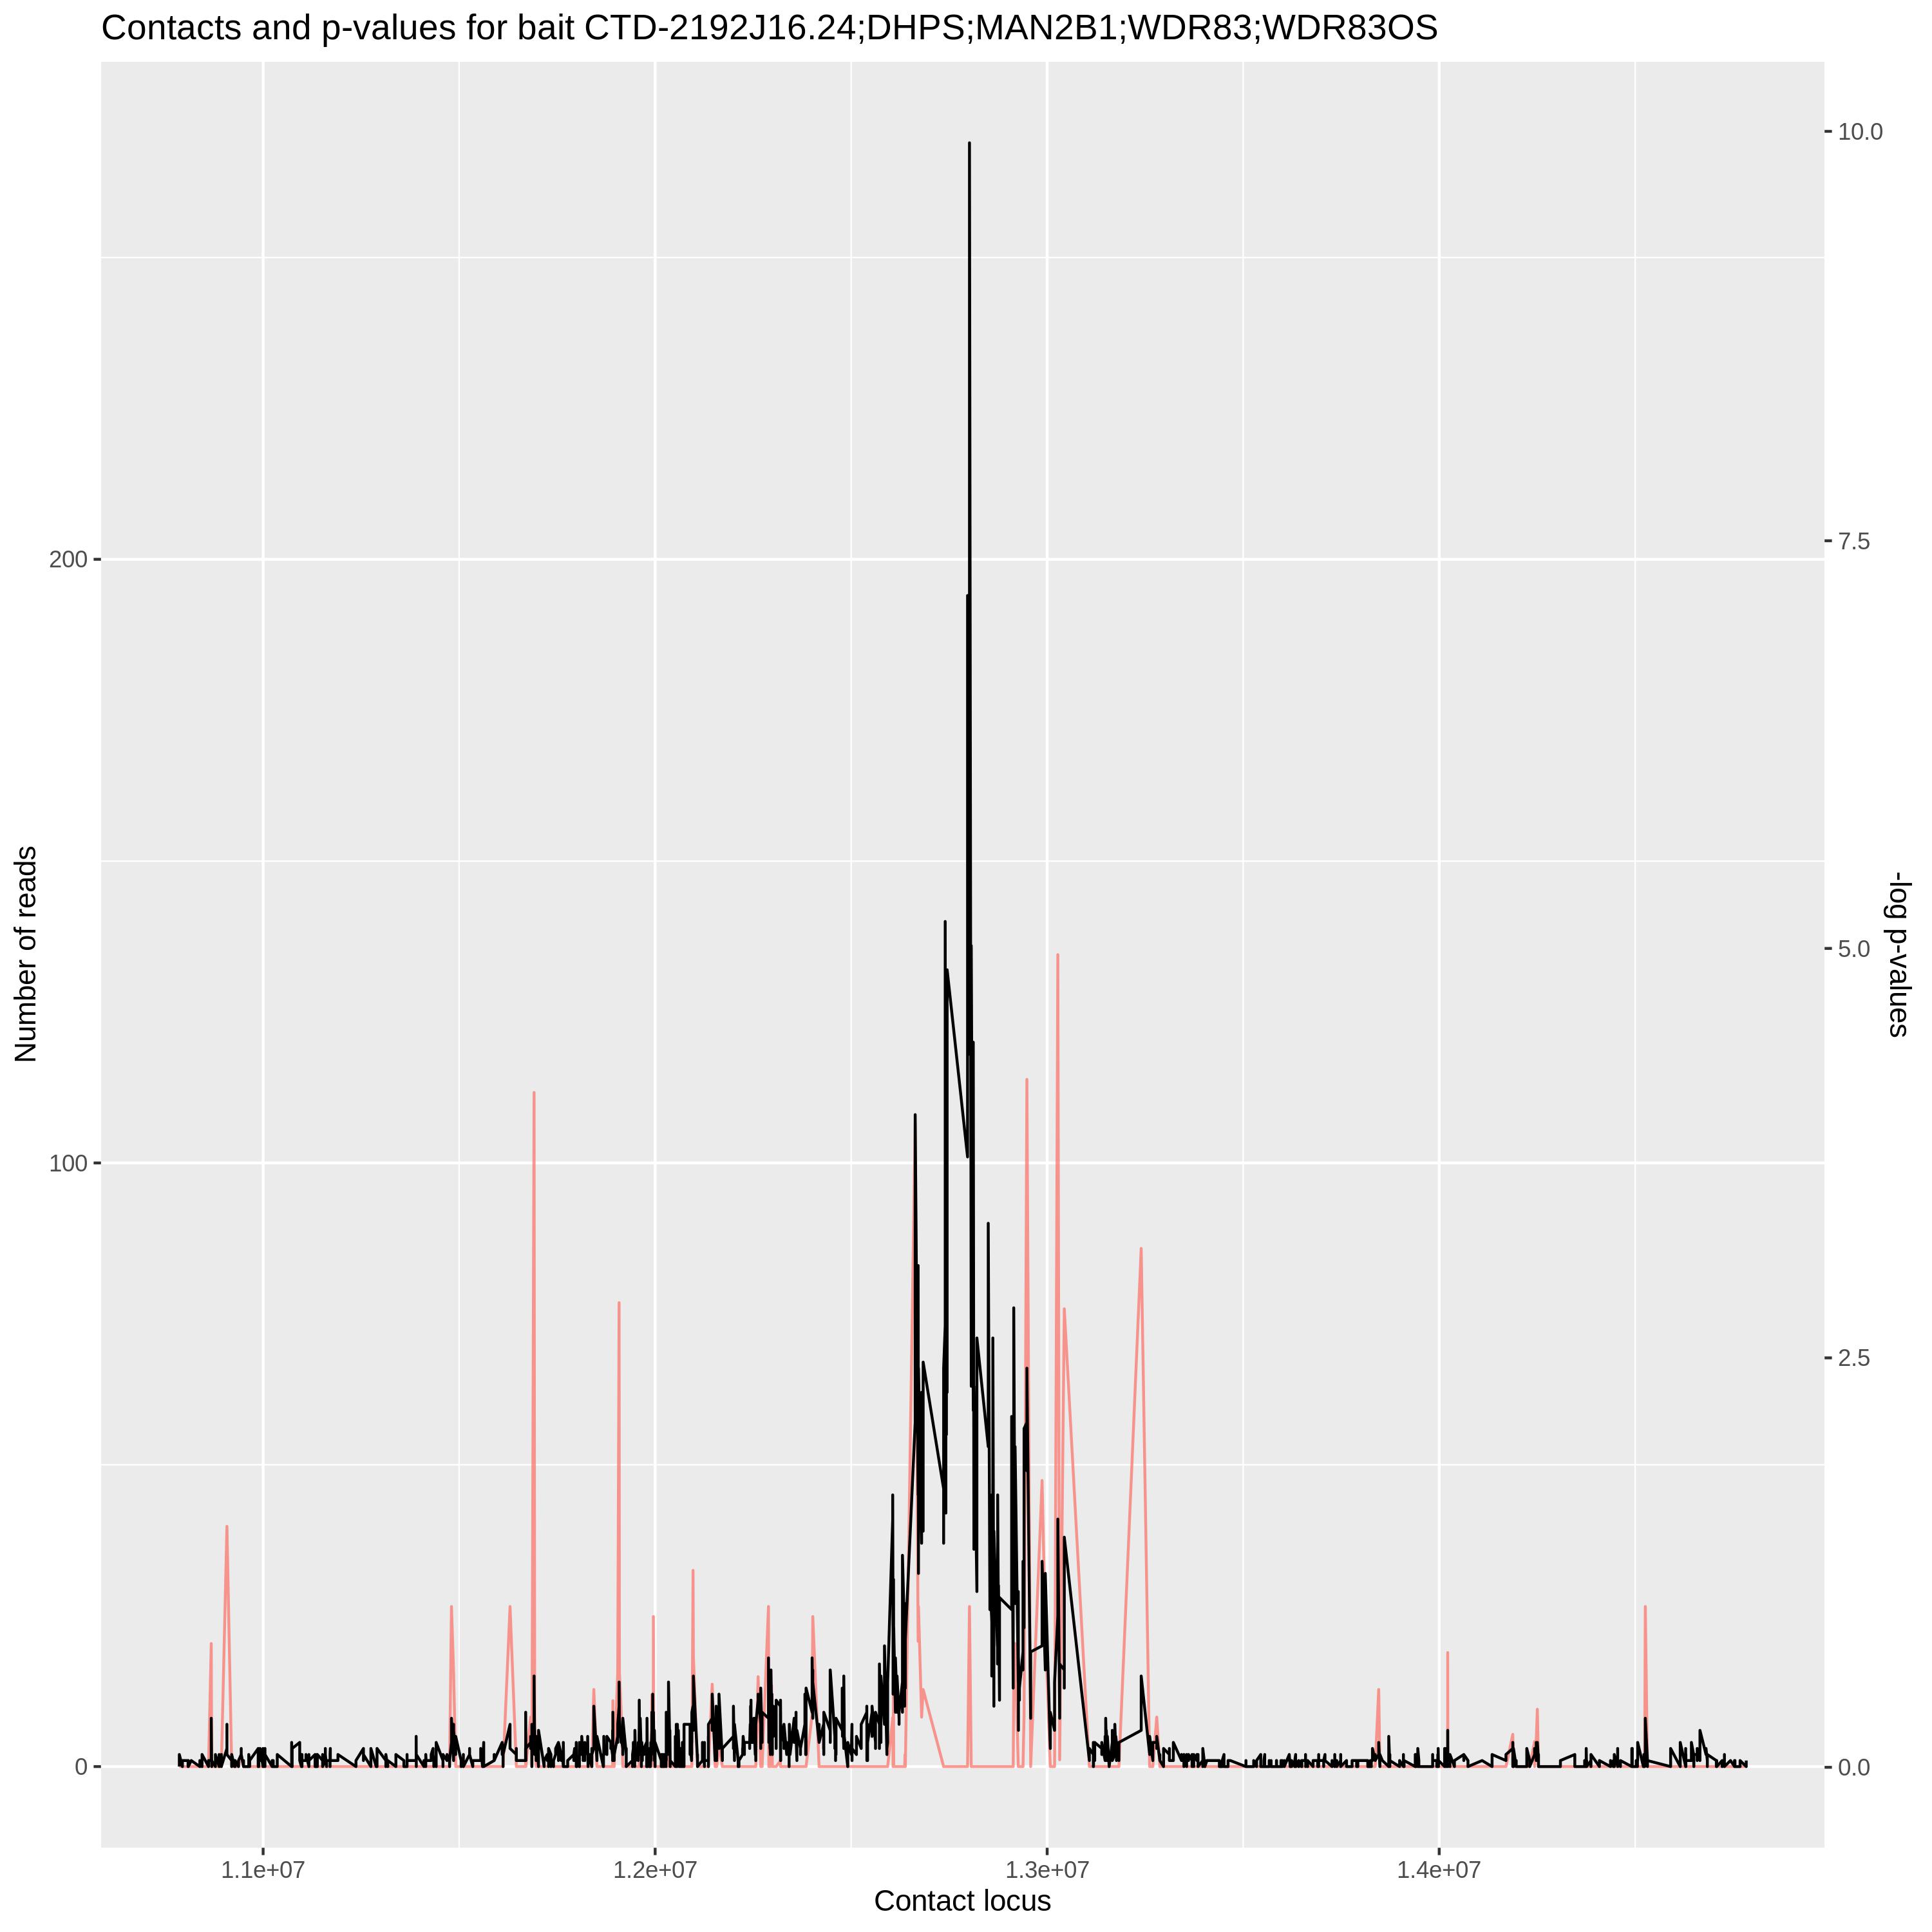 Contacts and p-values for bait CTD-2192J16.24;DHPS;MAN2B1;WDR83;WDR83OS
Number of reads
200
100
0
10.0
7.5
5.0
2.5
0.0
-log p-values
1.1e+07
1.2e+07
1.3e+07
1.4e+07
Contact locus